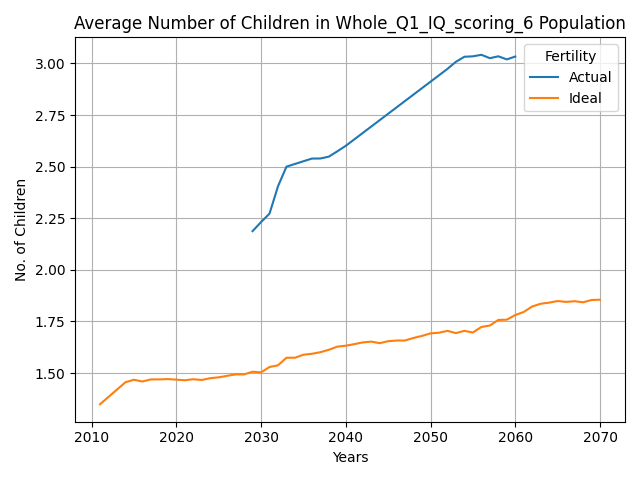 Average Number of Children in Whole_Q1_IQ_scoring_6 Population
Fertility
Actual
Ideal
No. of Children
3.00
2.75
2.50
2.25
2.00
1.75
1.50
2010 2020 2030 2040 2050 2060 2070
Years